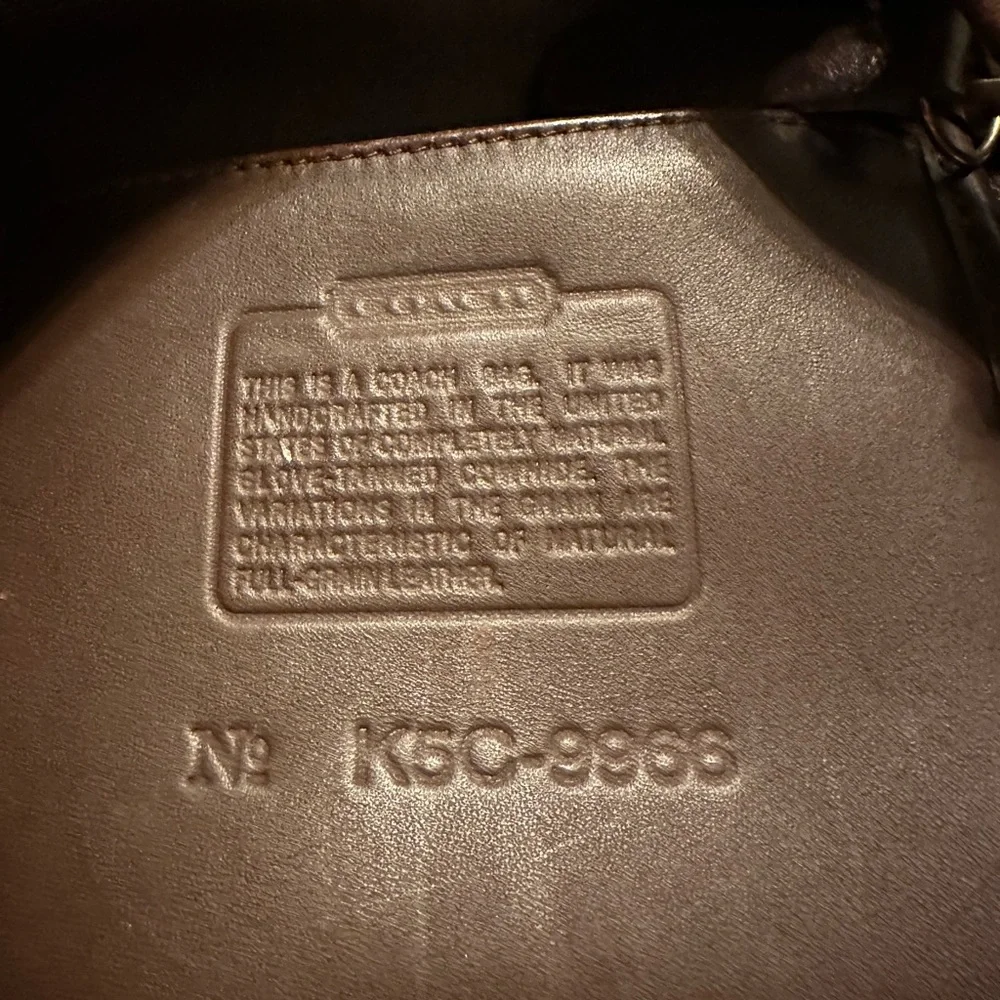 COACH
THIS IS A COACH BAG. IT WAS
HANDCRAFTED IN THE UNITED
STATES OF COMPLETELY NATURAL
GLOVE-TANNED COWHIDE. THE
VARIATIONS IN THE GRAIN ARE
CHARACTERISTIC OF NATURAL
FULL-GRAIN LEATHER.
Nº K5C-9966